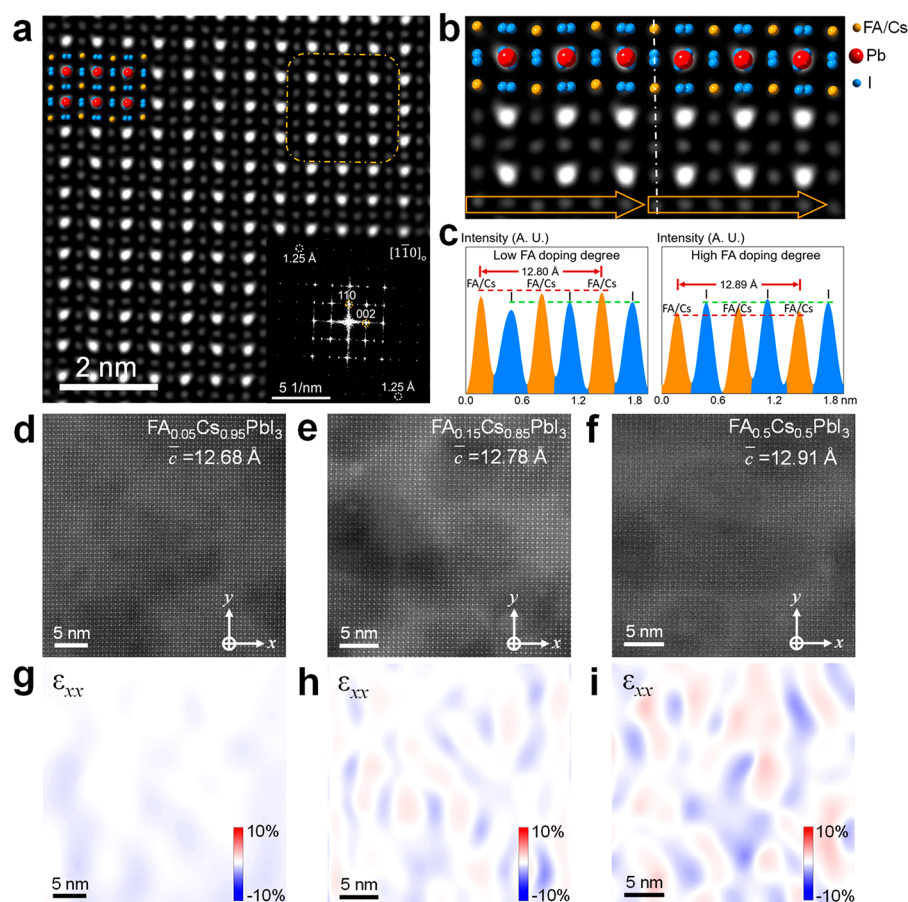 a
2 nm
1.25 Å
[11̅0]ₒ
110
002
5 1/nm
1.25 Å
b
FA/Cs
Pb
I
c
Intensity (A. U.)
Low FA doping degree
12.80 Å
FA/Cs
FA/Cs
FA/Cs
I
I
I
0.0
0.6
1.2
1.8
Intensity (A. U.)
High FA doping degree
12.89 Å
FA/Cs
FA/Cs
FA/Cs
I
I
I
0.0
0.6
1.2
1.8 nm
d
FA₀.₀₅Cs₀.₉₅PbI₃
c̅ =12.68 Å
y
x
5 nm
e
FA₀.₁₅Cs₀.₈₅PbI₃
c̅ =12.78 Å
y
x
5 nm
f
FA₀.₅Cs₀.₅PbI₃
c̅ =12.91 Å
y
x
5 nm
g
εxx
10%
-10%
5 nm
h
εxx
10%
-10%
5 nm
i
εxx
10%
-10%
5 nm